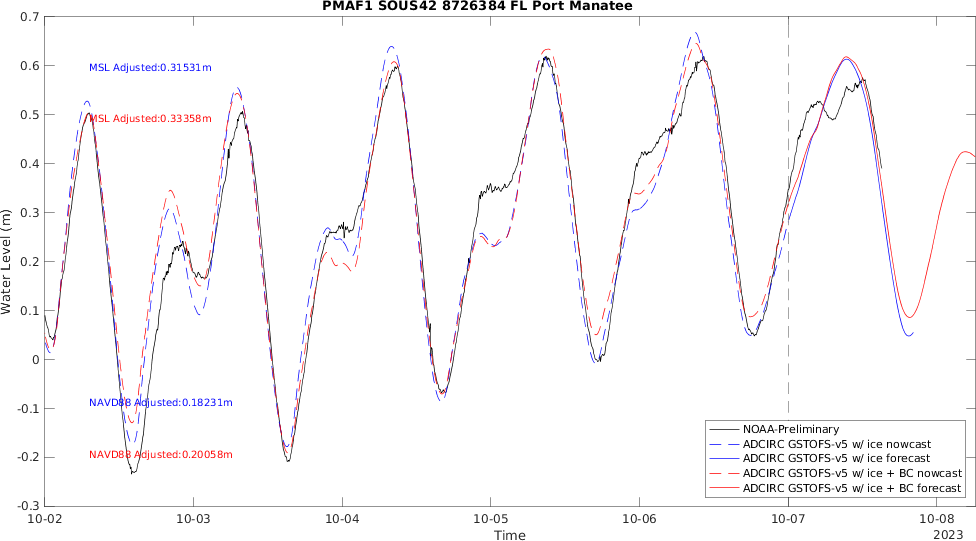 PMAF1 SOUS42 8726384 FL Port Manatee
0.7
0.6
0.5
0.4
0.3
0.2
0.1
0
-0.1
-0.2
-0.3
Water Level (m)
MSL Adjusted:0.31531m
MSL Adjusted:0.33358m
NAVD88 Adjusted:0.18231m
NAVD88 Adjusted:0.20058m
NOAA-Preliminary
ADCIRC GSTOFS-v5 w/ ice nowcast
ADCIRC GSTOFS-v5 w/ ice forecast
ADCIRC GSTOFS-v5 w/ ice + BC nowcast
ADCIRC GSTOFS-v5 w/ ice + BC forecast
10-02 10-03 10-04 10-05 10-06 10-07 10-08
Time
2023